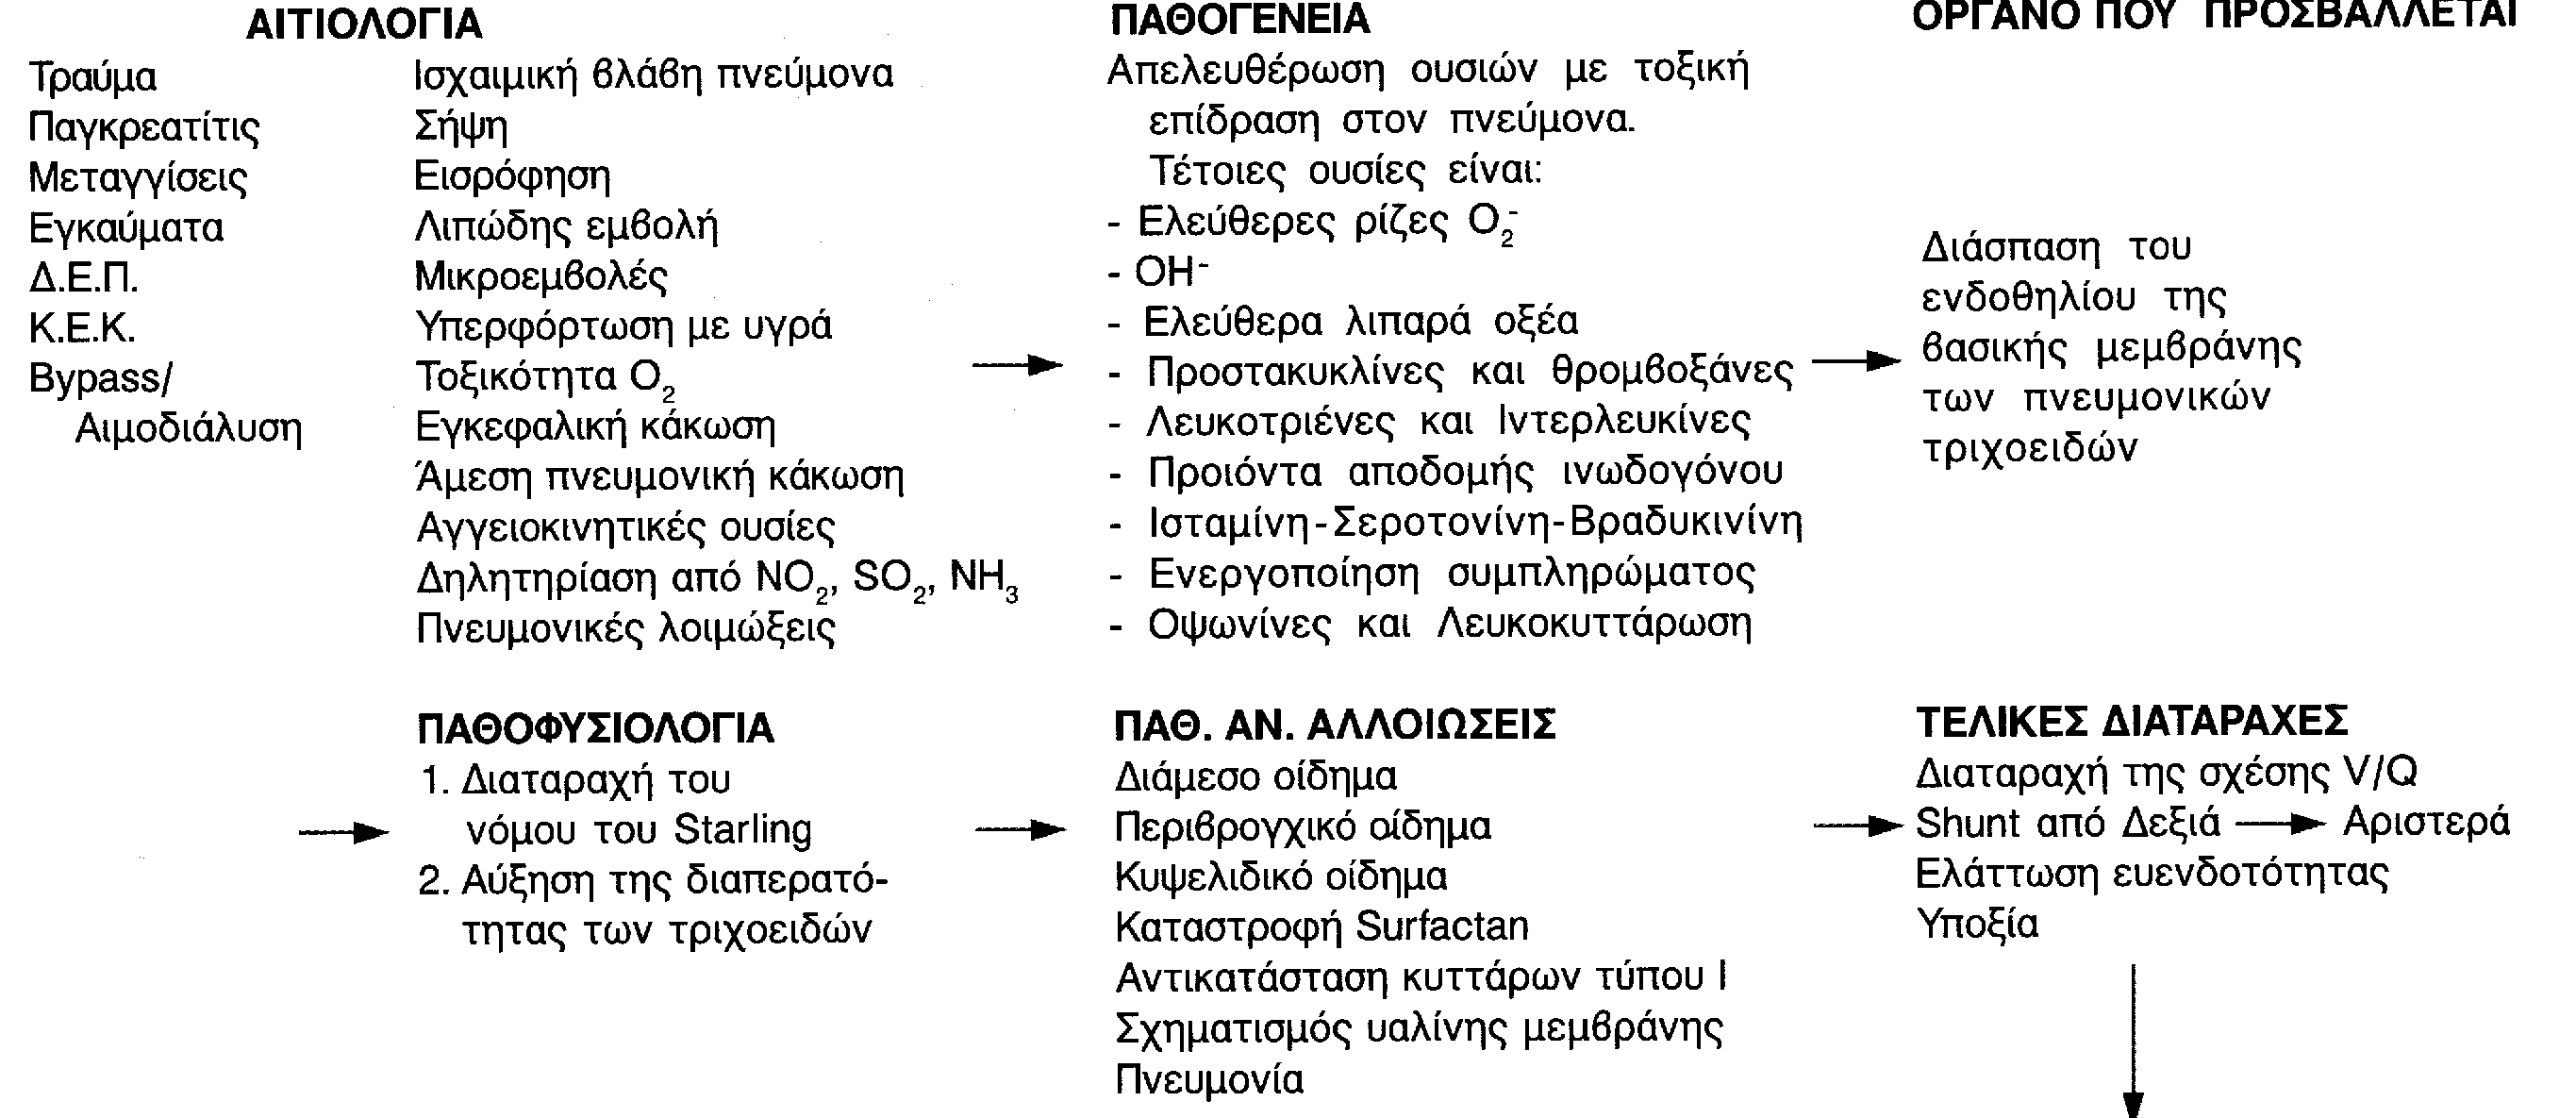 ΑΙΤΙΟΛΟΓΙΑ
Τραύμα
Παγκρεατίτις
Μεταγγίσεις
Εγκαύματα
Δ.Ε.Π.
Κ.Ε.Κ.
Bypass/
Αιμοδιάλυση
Ισχαιμική βλάβη πνεύμονα
Σήψη
Εισρόφηση
Λιπώδης εμβολή
Μικροεμβολές
Υπερφόρτωση με υγρά
Τοξικότητα O₂
Εγκεφαλική κάκωση
Άμεση πνευμονική κάκωση
Αγγειοκινητικές ουσίες
Δηλητηρίαση από NO₂, SO₂, NH₃
Πνευμονικές λοιμώξεις
ΠΑΘΟΓΕΝΕΙΑ
Απελευθέρωση ουσιών με τοξική
επίδραση στον πνεύμονα.
Τέτοιες ουσίες είναι:
- Ελεύθερες ρίζες O₂⁻
- OH⁻
- Ελεύθερα λιπαρά οξέα
- Προστακυκλίνες και θρομβοξάνες
- Λευκοτριένες και Ιντερλευκίνες
- Προιόντα αποδομής ινωδογόνου
- Ισταμίνη-Σεροτονίνη-Βραδυκινίνη
- Ενεργοποίηση συμπληρώματος
- Οψωνίνες και Λευκοκυττάρωση
ΟΡΓΑΝΟ ΠΟΥ ΠΡΟΣΒΑΛΛΕΤΑΙ
Διάσπαση του
ενδοθηλίου της
βασικής μεμβράνης
των πνευμονικών
τριχοειδών
ΠΑΘΟΦΥΣΙΟΛΟΓΙΑ
1. Διαταραχή του
νόμου του Starling
2. Αύξηση της διαπερατό-
τητας των τριχοειδών
ΠΑΘ. ΑΝ. ΑΛΛΟΙΩΣΕΙΣ
Διάμεσο οίδημα
Περιβρογχικό οίδημα
Κυψελιδικό οίδημα
Καταστροφή Surfactan
Αντικατάσταση κυττάρων τύπου I
Σχηματισμός υαλίνης μεμβράνης
Πνευμονία
ΤΕΛΙΚΕΣ ΔΙΑΤΑΡΑΧΕΣ
Διαταραχή της σχέσης V/Q
Shunt από Δεξιά → Αριστερά
Ελάττωση ευενδοτότητας
Υποξία